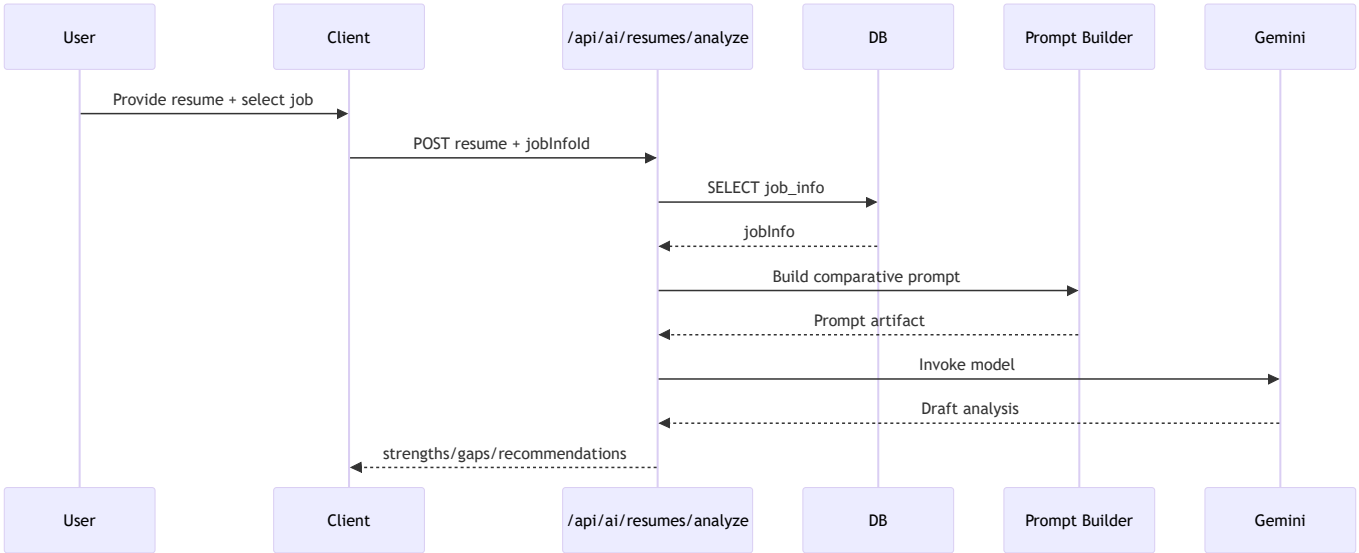 User
Client
/api/ai/resumes/analyze
DB
Prompt Builder
Gemini
Provide resume + select job
POST resume + jobInfoId
SELECT job_info
jobInfo
Build comparative prompt
Prompt artifact
Invoke model
Draft analysis
strengths/gaps/recommendations
User
Client
/api/ai/resumes/analyze
DB
Prompt Builder
Gemini